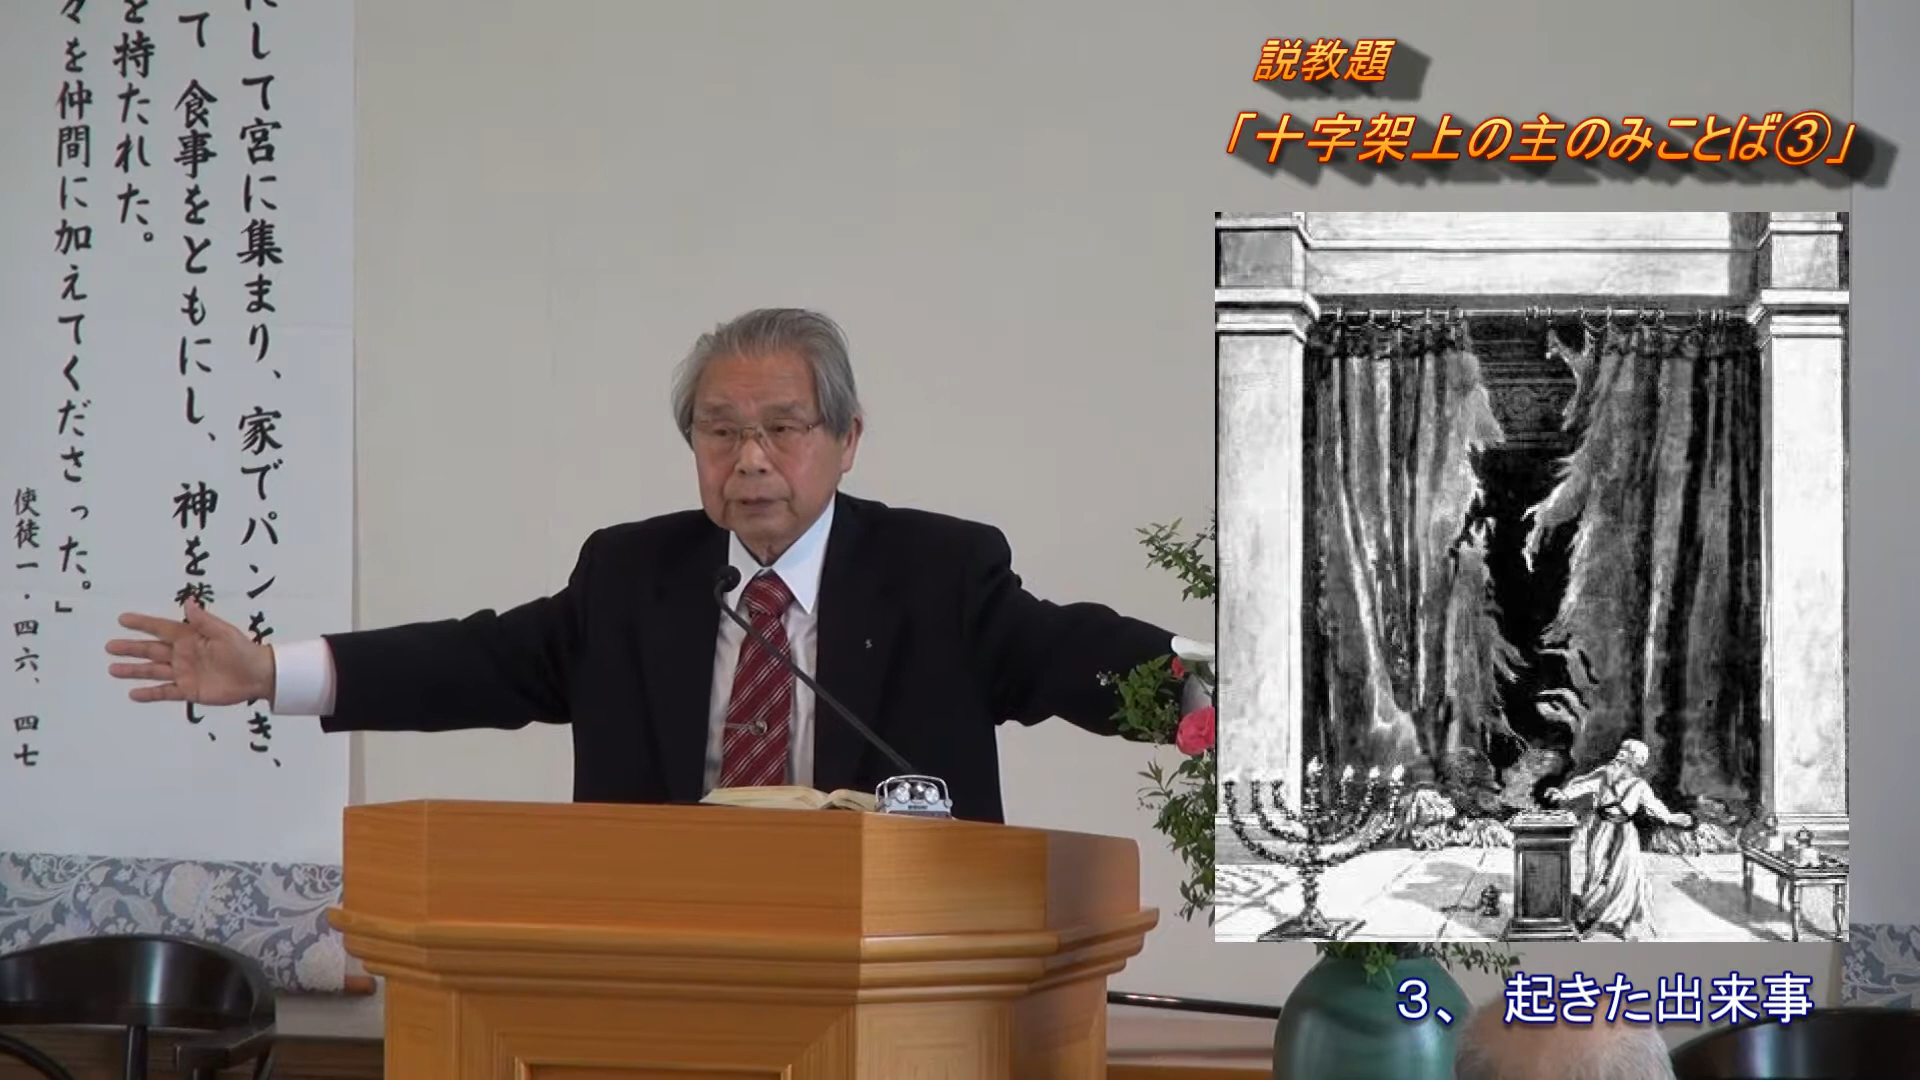 説教題
「十字架上の主のみことば③」
にして宮に集まり、家でパンを
て 食事をともにし、神を
を持たれた。
々を仲間に加えてくださった。」
使徒一・四六、四七
３、 起きた出来事